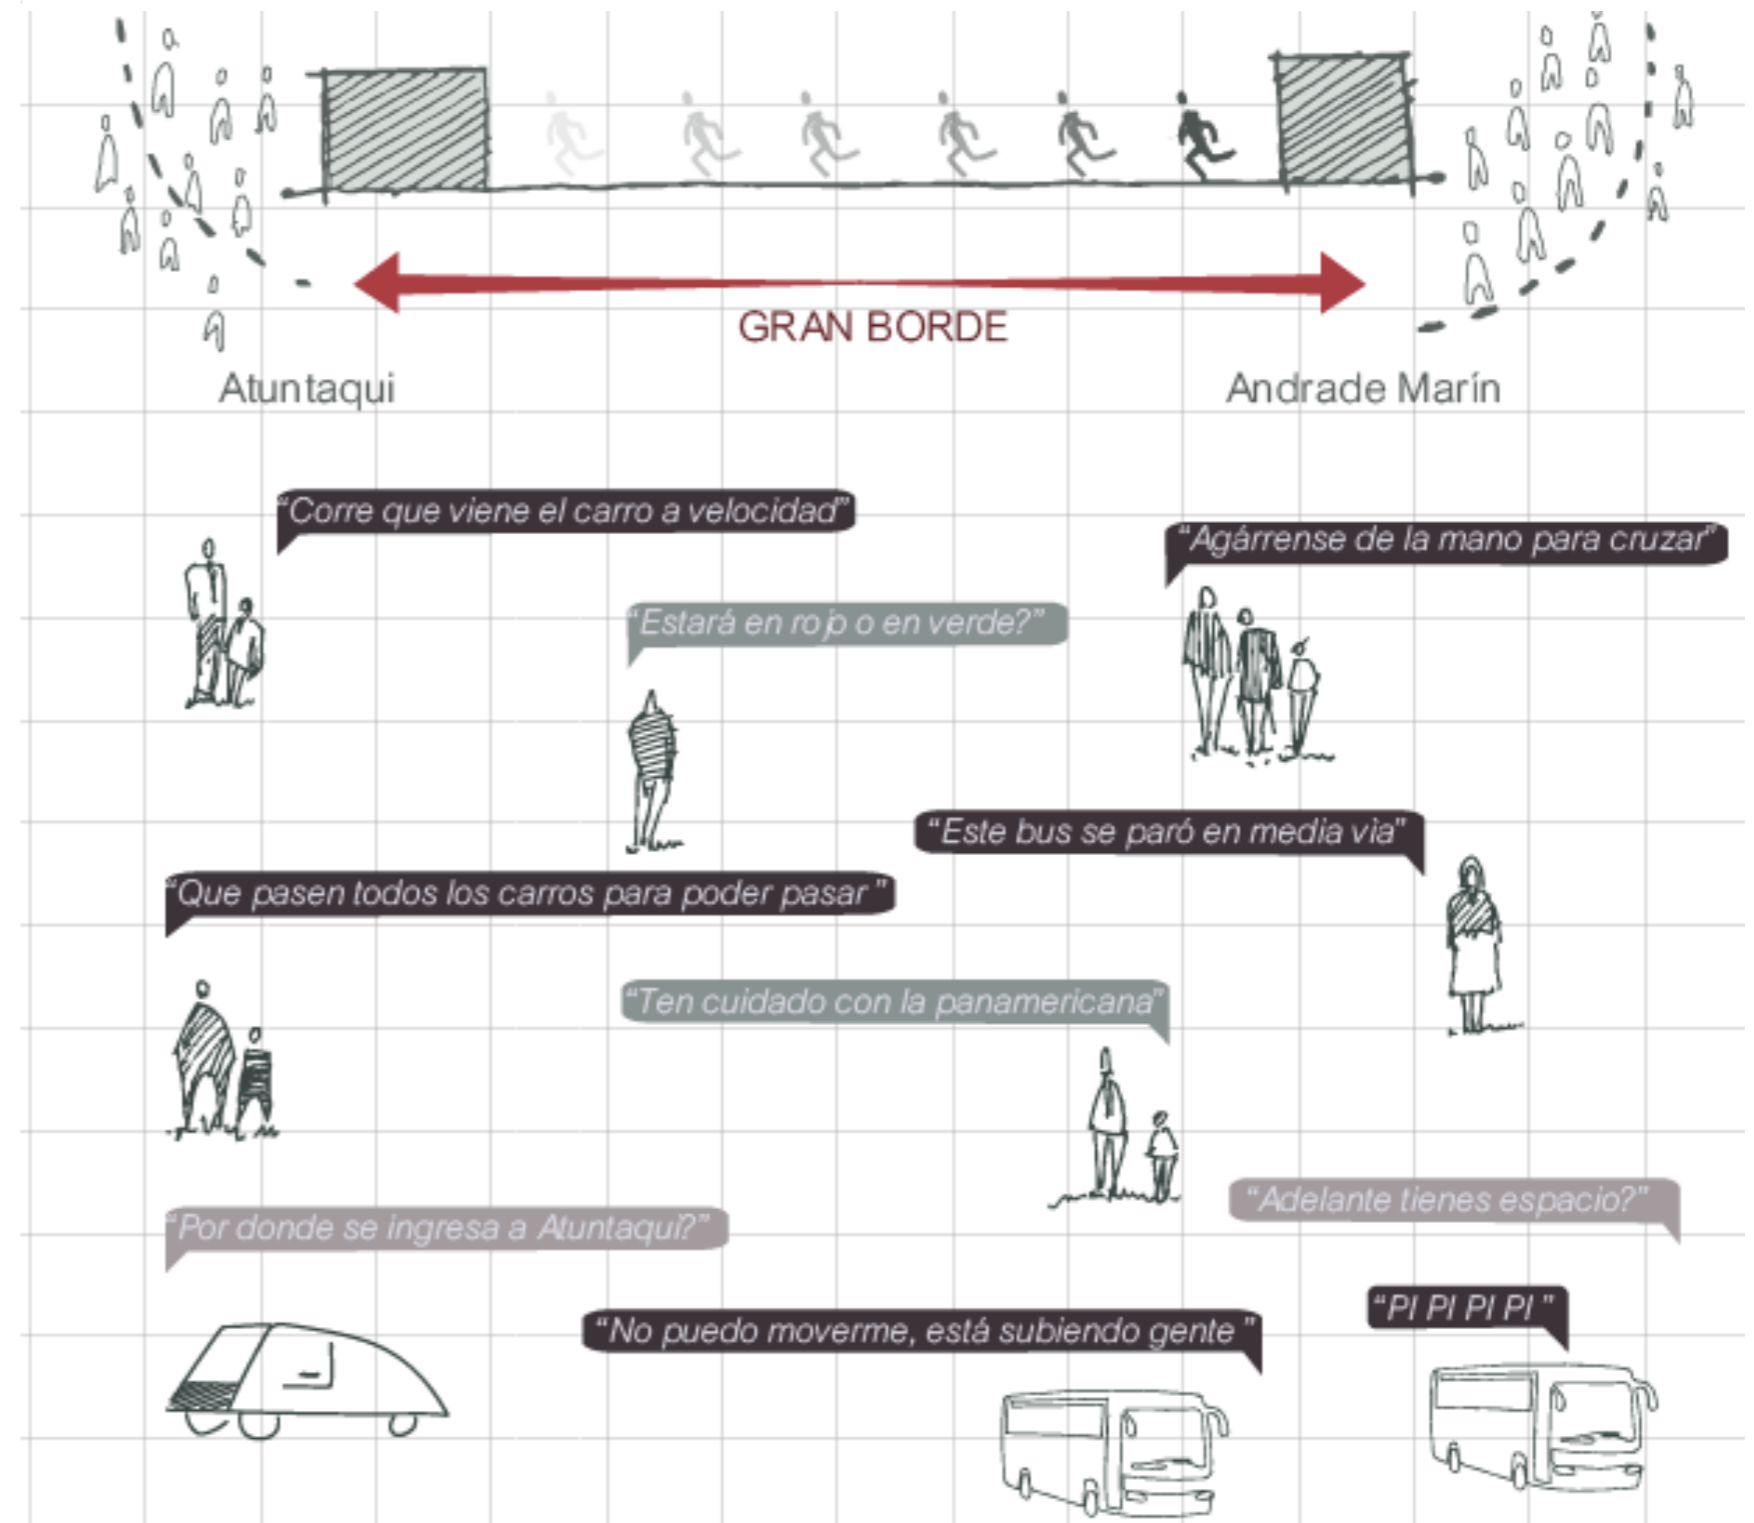 GRAN BORDE
Atuntaqui
Andrade Marín
“Corre que viene el carro a velocidad”
“Agárrense de la mano para cruzar”
“Estará en rojo o en verde?”
“Este bus se paró en media vìa”
“Que pasen todos los carros para poder pasar ”
“Ten cuidado con la panamericana”
“Adelante tienes espacio?”
“Por donde se ingresa a Atuntaqui?”
“PI PI PI PI ”
“No puedo moverme, está subiendo gente ”